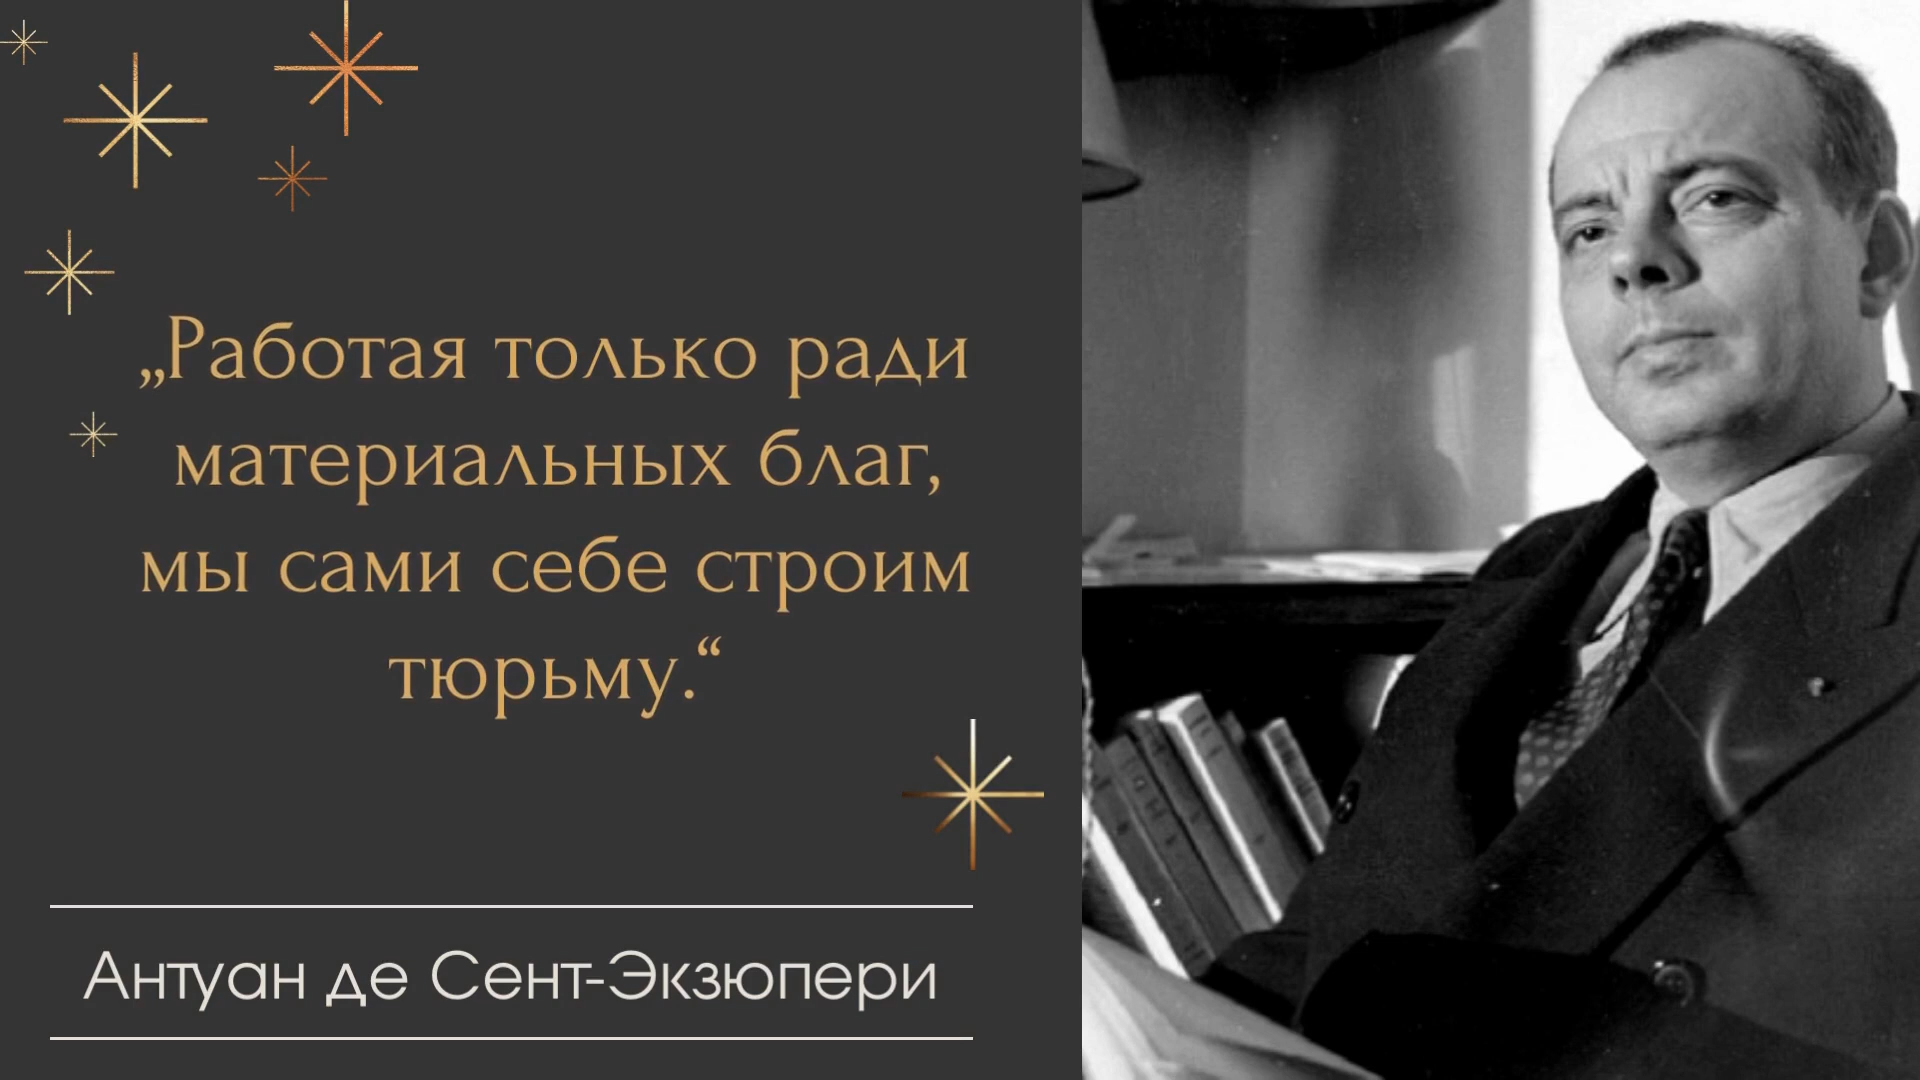 „Работая только ради
материальных благ,
мы сами себе строим
тюрьму.“
Антуан де Сент-Экзюпери